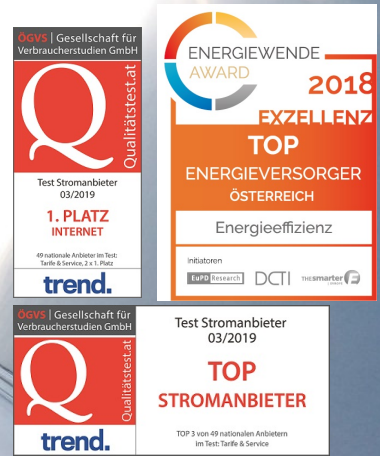 ÖGVS | Gesellschaft für
Verbraucherstudien GmbH
Q
Qualitätstest.at
Test Stromanbieter
03/2019
1. PLATZ
INTERNET
49 nationale Anbieter im Test:
Tarife & Service, 2 x 1. Platz
trend.
ENERGIEWENDE
AWARD
2018
EXZELLENZ
TOP
ENERGIEVERSORGER
ÖSTERREICH
Energieeffizienz
Initiatoren
EuPD Research
DCTI
THE smarter E
ÖGVS | Gesellschaft für
Verbraucherstudien GmbH
Q
Qualitätstest.at
trend.
Test Stromanbieter
03/2019
TOP
STROMANBIETER
TOP 3 von 49 nationalen Anbietern
im Test: Tarife & Service